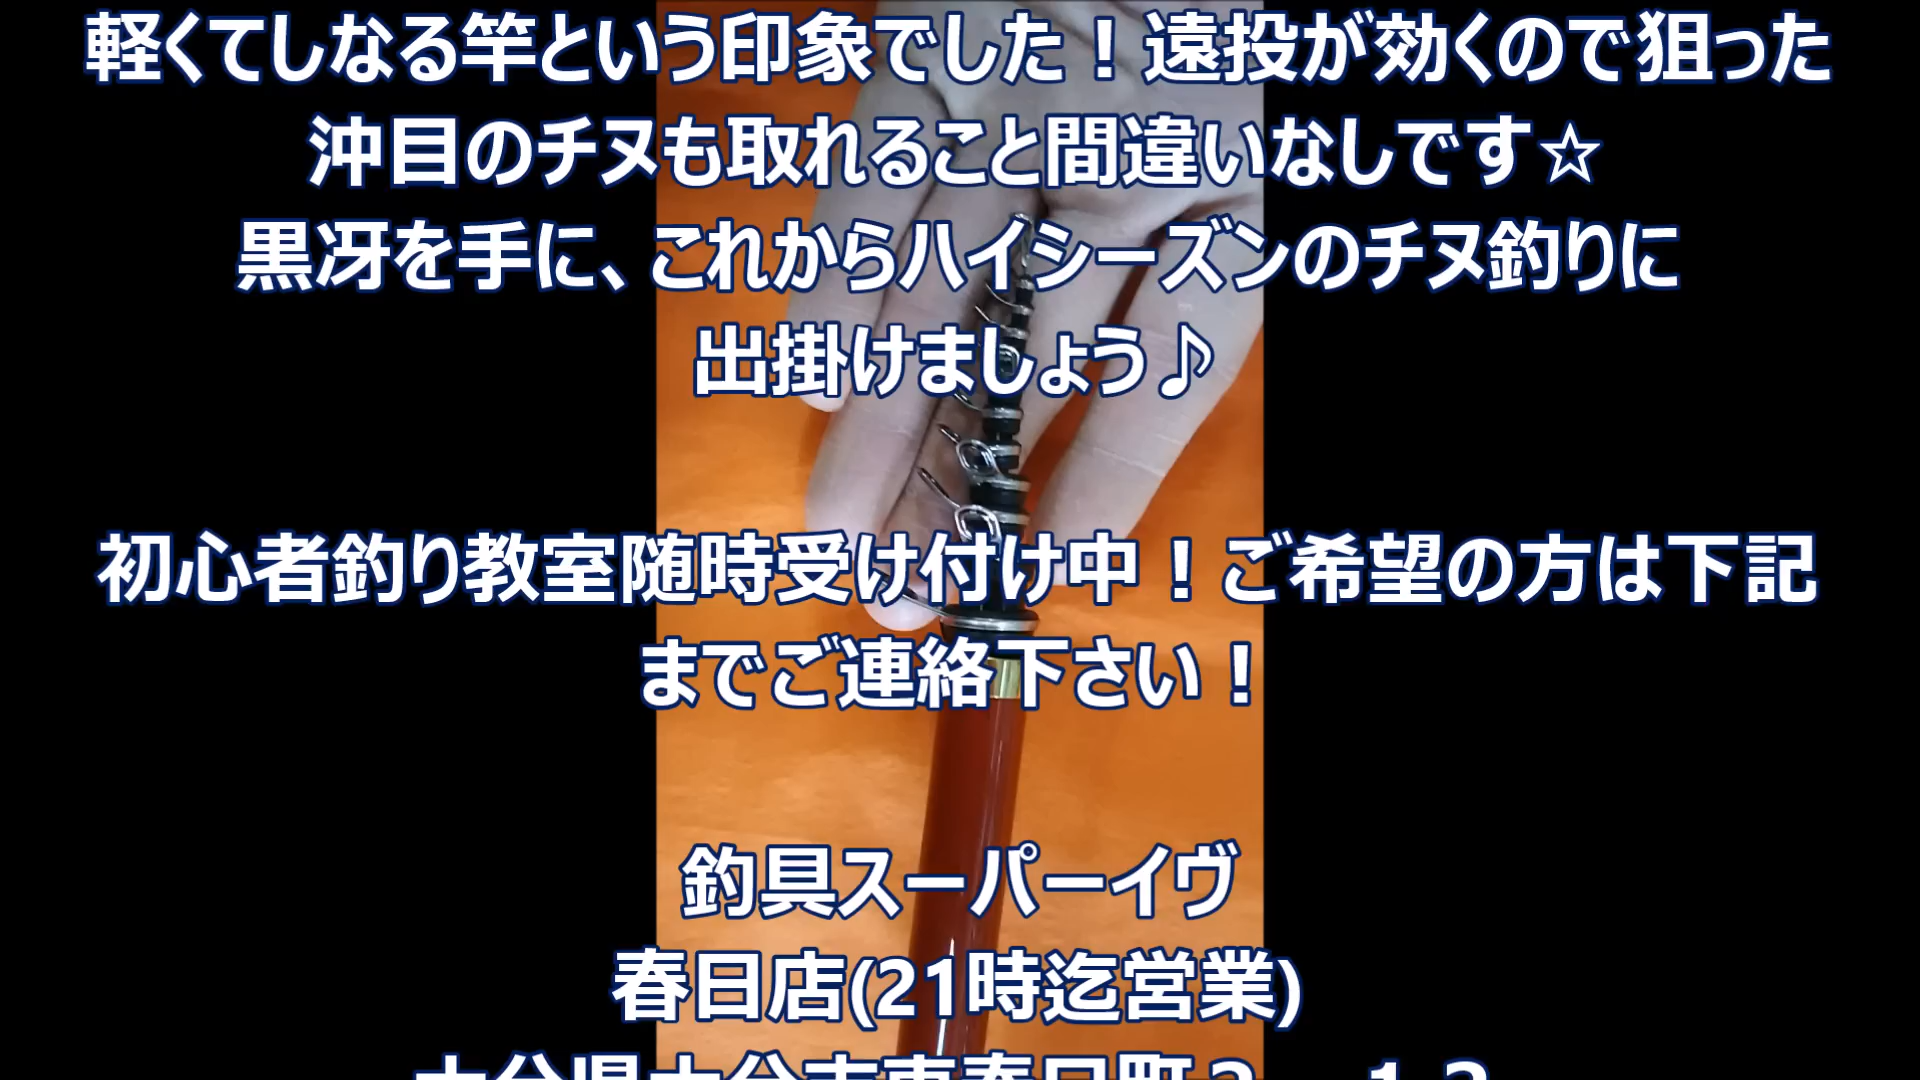 軽くてしなる竿という印象でした！遠投が効くので狙った
沖目のチヌも取れること間違いなしです☆
黒冴を手に、これからハイシーズンのチヌ釣りに
出掛けましょう♪
初心者釣り教室随時受け付け中！ご希望の方は下記
までご連絡下さい！
釣具スーパーイヴ
春日店(21時迄営業)